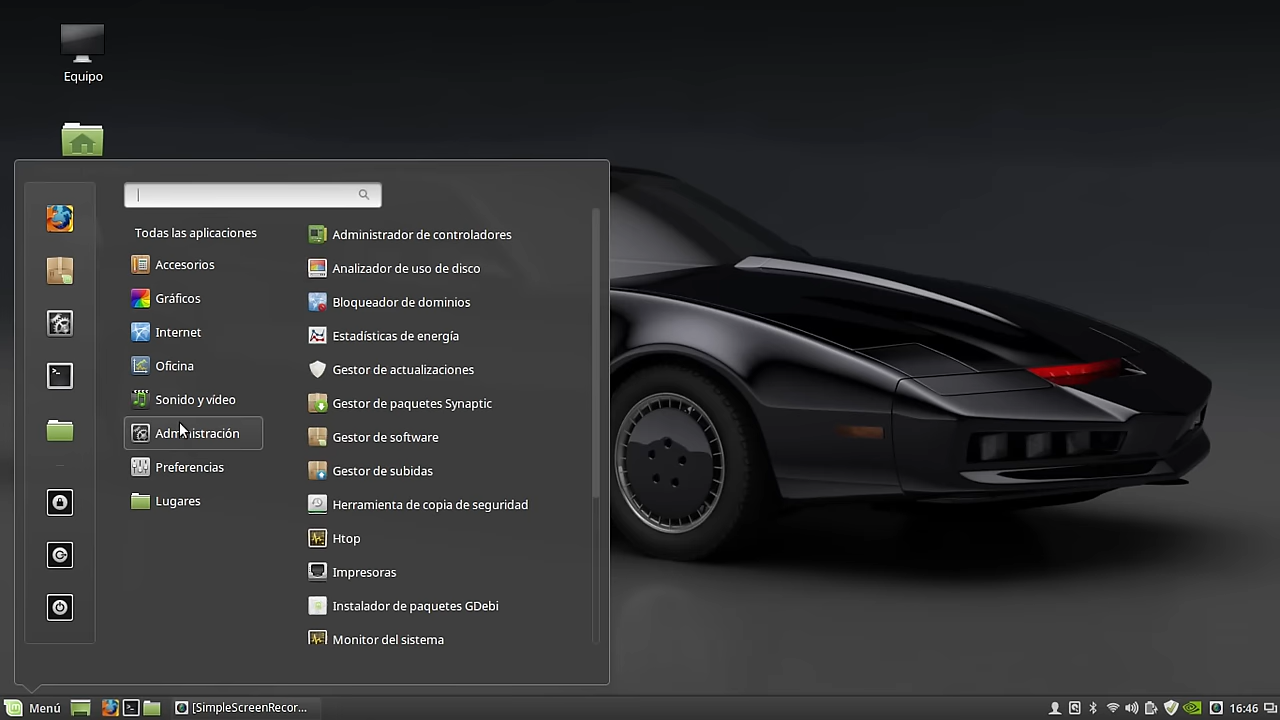 Equipo
Todas las aplicaciones
Accesorios
Gráficos
Internet
Oficina
Sonido y vídeo
Administración
Preferencias
Lugares
Administrador de controladores
Analizador de uso de disco
Bloqueador de dominios
Estadísticas de energía
Gestor de actualizaciones
Gestor de paquetes Synaptic
Gestor de software
Gestor de subidas
Herramienta de copia de seguridad
Htop
Impresoras
Instalador de paquetes GDebi
Monitor del sistema
Menú
[SimpleScreenRecor...
16:46